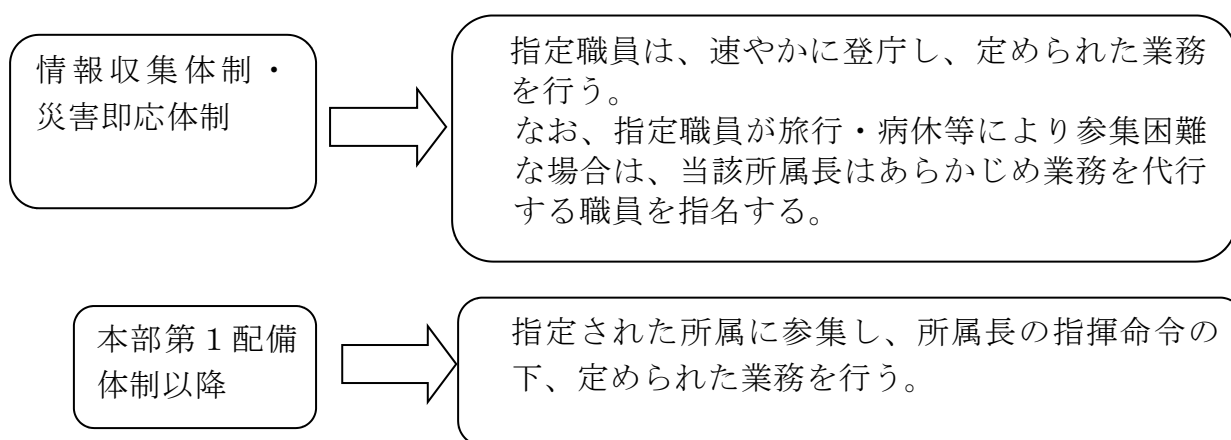 情報収集体制・
災害即応体制
指定職員は、速やかに登庁し、定められた業務
を行う。
なお、指定職員が旅行・病休等により参集困難
な場合は、当該所属長はあらかじめ業務を代行
する職員を指名する。
本部第１配備
体制以降
指定された所属に参集し、所属長の指揮命令の
下、定められた業務を行う。